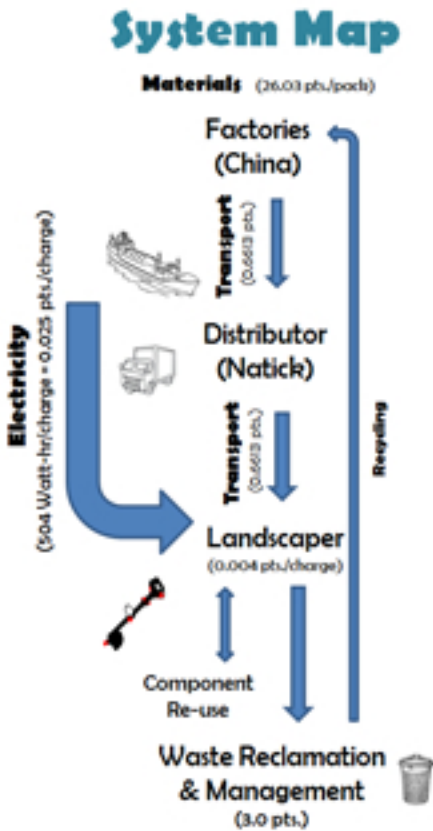 System Map
Materials (26.03 pts./pack)
Factories
(China)
Transport
(0.6613 pts.)
Distributor
(Natick)
Electricity
(504 Watt-hr/charge = 0.025 pts./charge)
Transport
(0.6613 pts.)
Recycling
Landscaper
(0.004 pts./charge)
Component
Re-use
Waste Reclamation
& Management
(3.0 pts.)